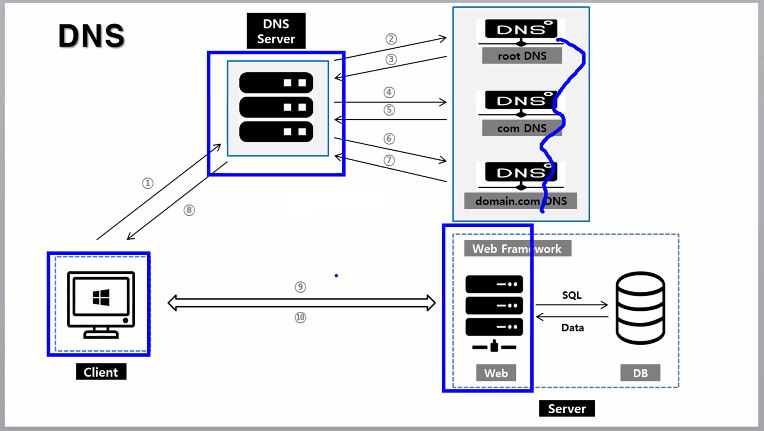 DNS
DNS
Server
DNS
root DNS
DNS
com DNS
DNS
domain.com DNS
①
②
③
④
⑤
⑥
⑦
⑧
⑨
⑩
Client
Web Framework
Web
SQL
Data
DB
Server